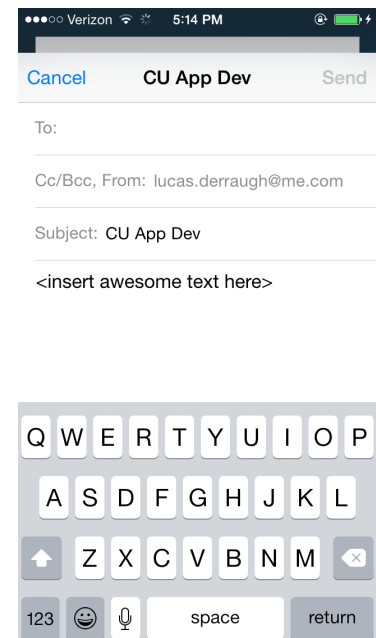 ●●●○○ Verizon 5:14 PM
Cancel CU App Dev Send
To:
Cc/Bcc, From: lucas.derraugh@me.com
Subject: CU App Dev
<insert awesome text here>
Q W E R T Y U I O P
A S D F G H J K L
Z X C V B N M
123 space return